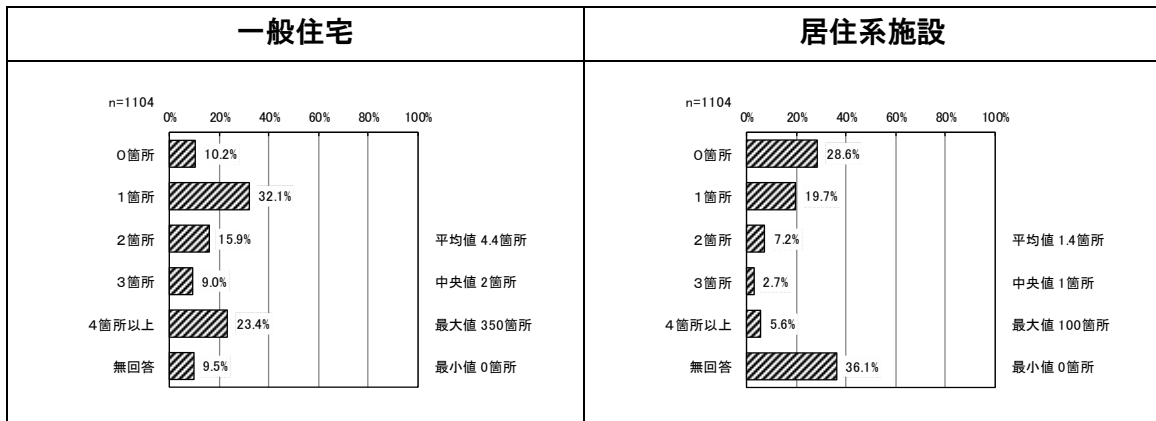 一般住宅
n=1104
0% 20% 40% 60% 80% 100%
0箇所 10.2%
1箇所 32.1%
2箇所 15.9% 平均値 4.4箇所
3箇所 9.0% 中央値 2箇所
4箇所以上 23.4% 最大値 350箇所
無回答 9.5% 最小値 0箇所
居住系施設
n=1104
0% 20% 40% 60% 80% 100%
0箇所 28.6%
1箇所 19.7%
2箇所 7.2% 平均値 1.4箇所
3箇所 2.7% 中央値 1箇所
4箇所以上 5.6% 最大値 100箇所
無回答 36.1% 最小値 0箇所